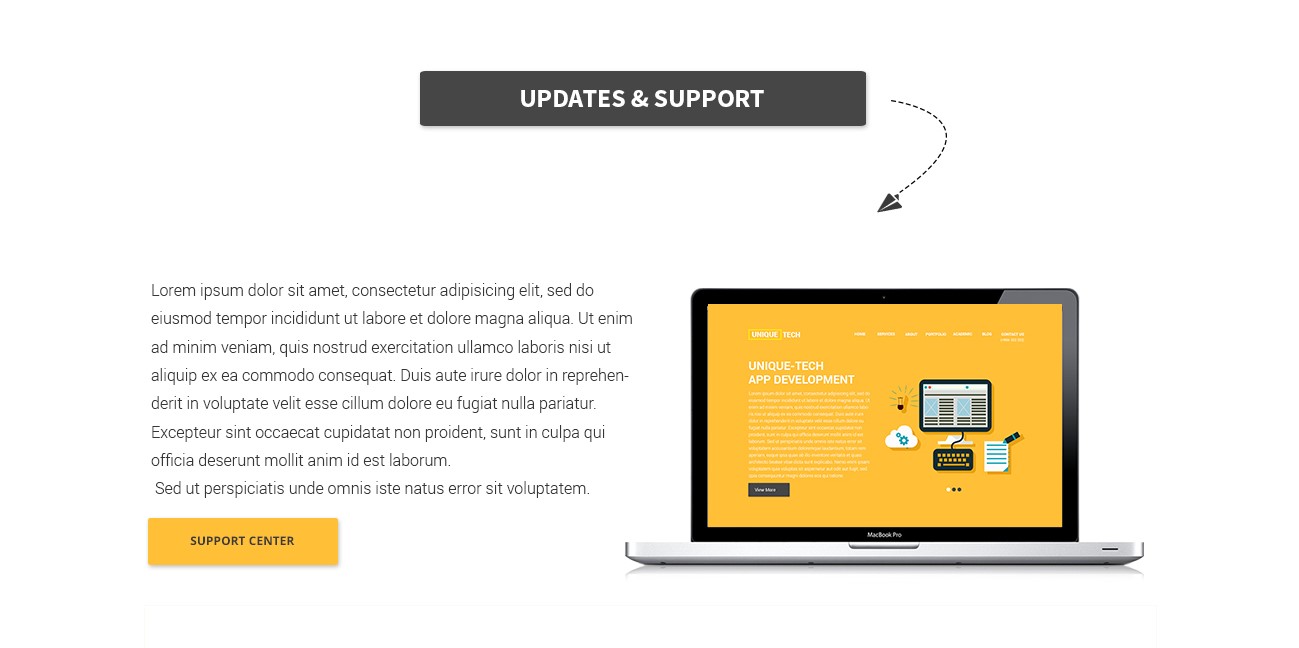 UPDATES & SUPPORT
Lorem ipsum dolor sit amet, consectetur adipisicing elit, sed do
eiusmod tempor incididunt ut labore et dolore magna aliqua. Ut enim
ad minim veniam, quis nostrud exercitation ullamco laboris nisi ut
aliquip ex ea commodo consequat. Duis aute irure dolor in reprehen-
derit in voluptate velit esse cillum dolore eu fugiat nulla pariatur.
Excepteur sint occaecat cupidatat non proident, sunt in culpa qui
officia deserunt mollit anim id est laborum.
Sed ut perspiciatis unde omnis iste natus error sit voluptatem.
SUPPORT CENTER
UNIQUE TECH
HOME SERVICES ABOUT PORTFOLIO BLOG CONTACT US
UNIQUE-TECH
APP DEVELOPMENT
View More
MacBook Pro